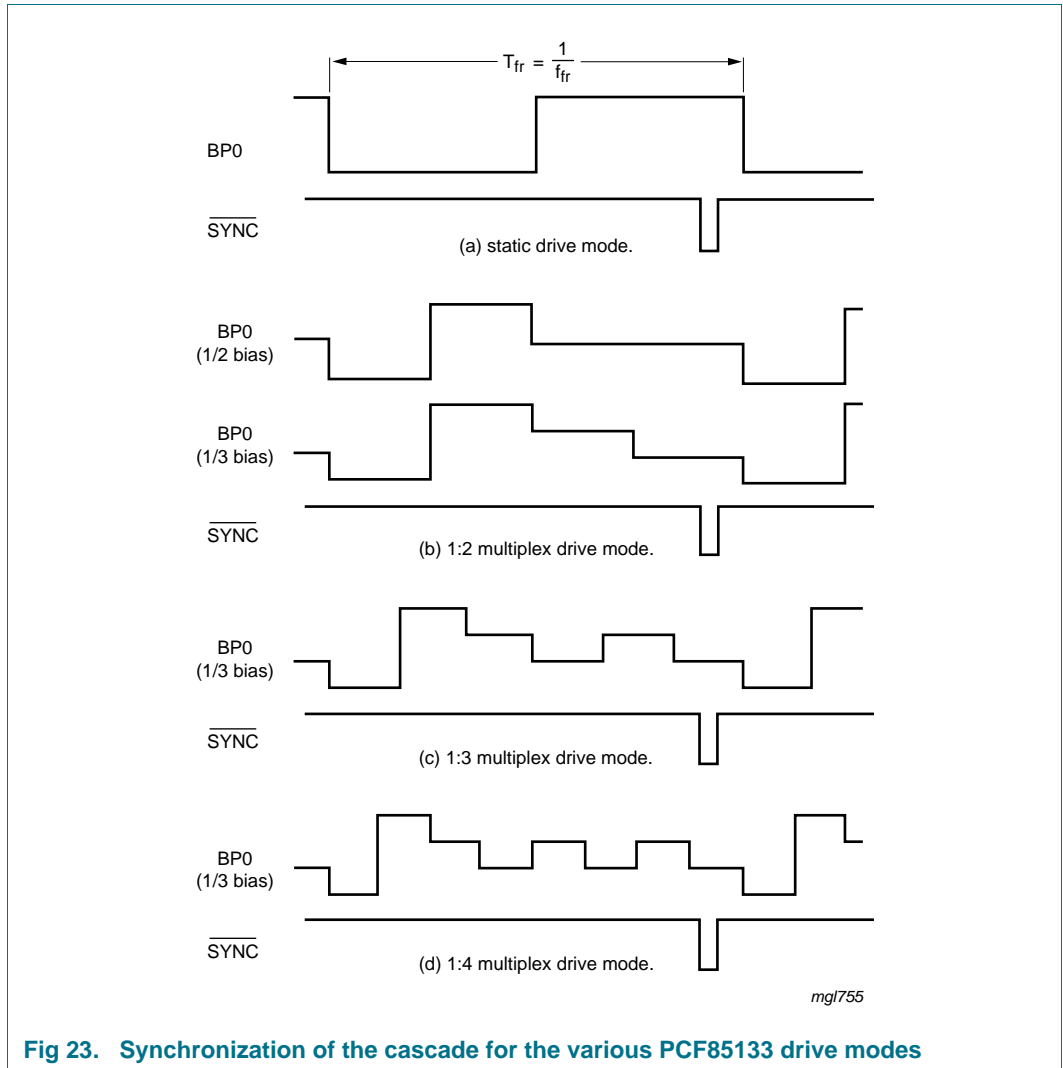 Tfr = 1/ffr
BP0
SYNC
(a) static drive mode.
BP0
(1/2 bias)
BP0
(1/3 bias)
SYNC
(b) 1:2 multiplex drive mode.
BP0
(1/3 bias)
SYNC
(c) 1:3 multiplex drive mode.
BP0
(1/3 bias)
SYNC
(d) 1:4 multiplex drive mode.
mgl755
Fig 23. Synchronization of the cascade for the various PCF85133 drive modes